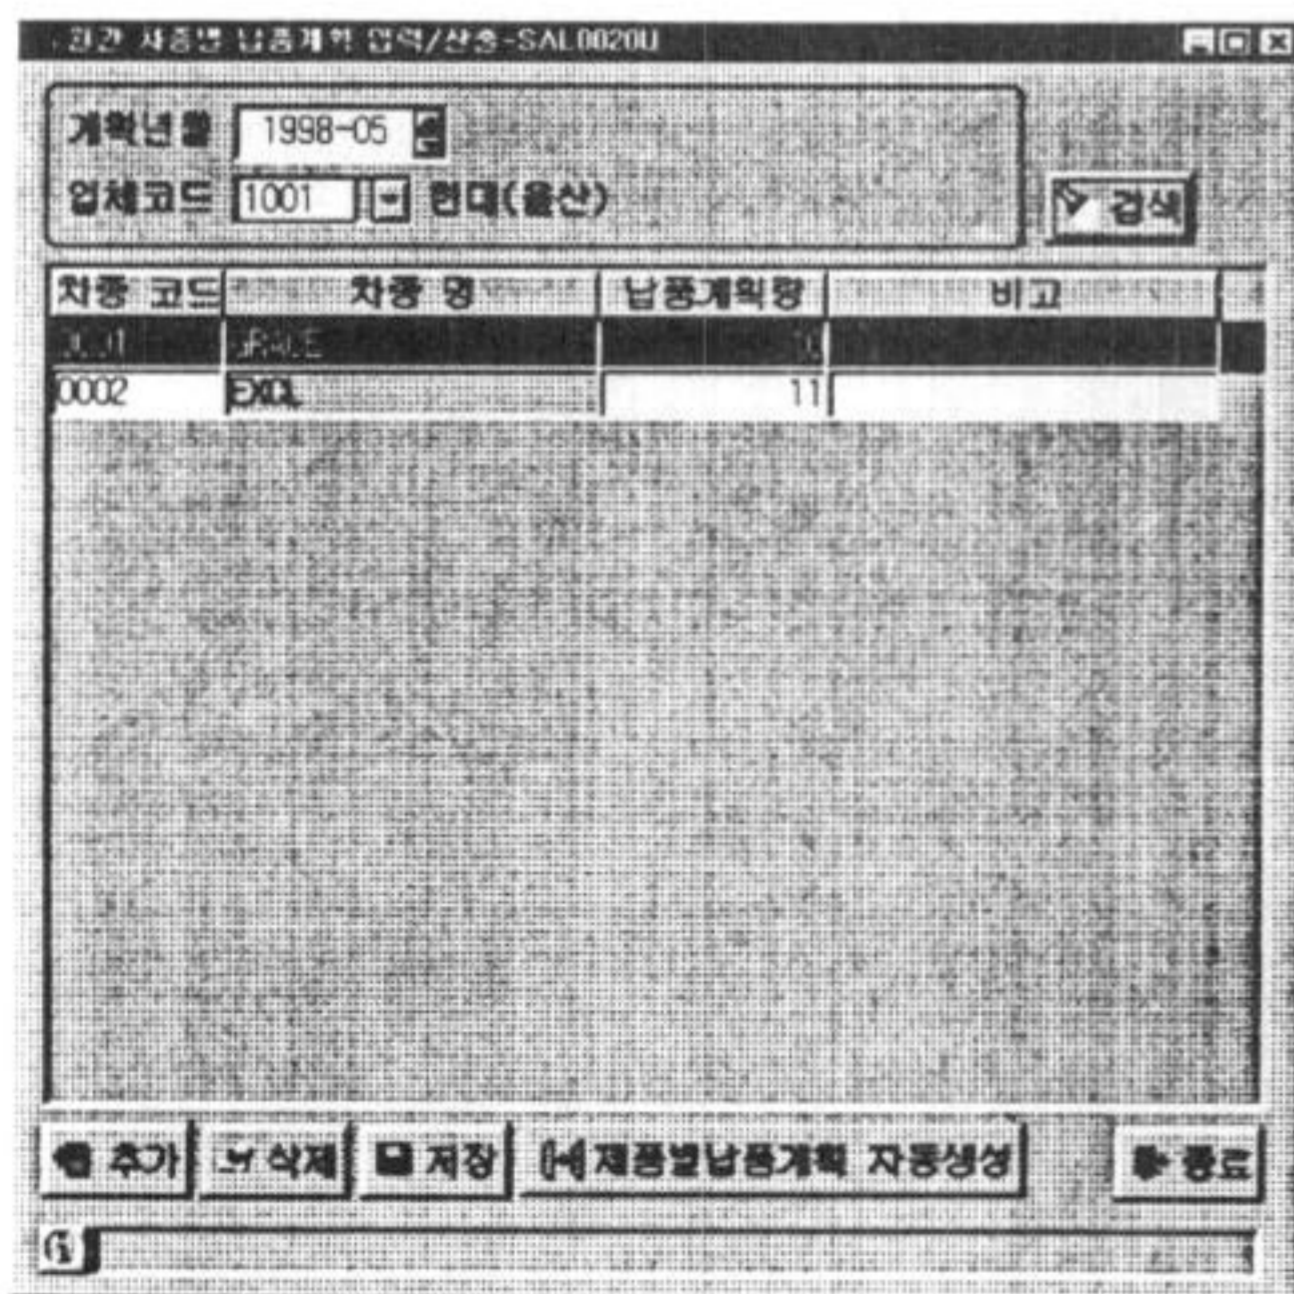 월간 차종별 납품계획 입력/산출-SAL0020U
계획년월 1998-05
업체코드 1001 현대(울산)
검색
차종 코드 차종 명 납품계획량 비고
GRACE
0002 EXCL 11
추가 삭제 저장 제품별납품계획 자동생성 종료